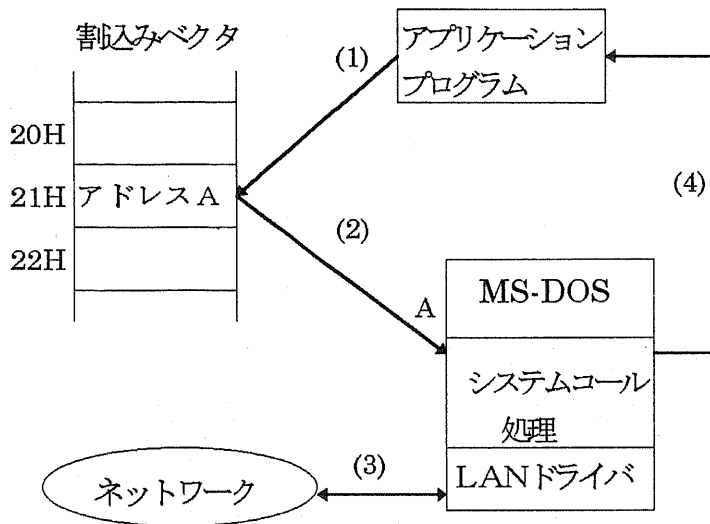 割込みベクタ
20H
21H
アドレスA
22H
(1)
アプリケーション
プログラム
(2)
(4)
A
MS-DOS
システムコール
処理
LANドライバ
(3)
ネットワーク